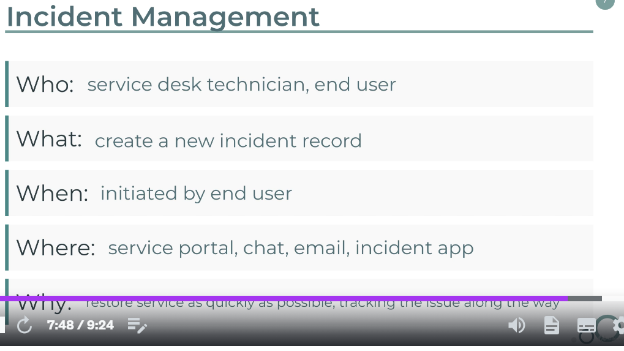 Incident Management
Who: service desk technician, end user
What: create a new incident record
When: initiated by end user
Where: service portal, chat, email, incident app
Why: restore service as quickly as possible, tracking the issue along the way
7:48 / 9:24